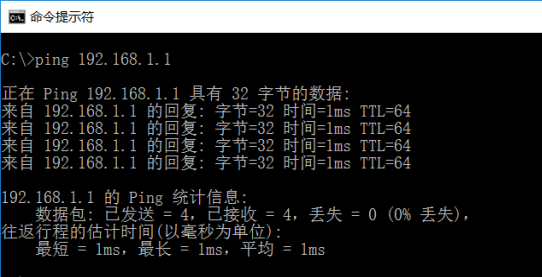 命令提示符
C:\>ping 192.168.1.1
正在 Ping 192.168.1.1 具有 32 字节的数据:
来自 192.168.1.1 的回复: 字节=32 时间=1ms TTL=64
来自 192.168.1.1 的回复: 字节=32 时间=1ms TTL=64
来自 192.168.1.1 的回复: 字节=32 时间=1ms TTL=64
来自 192.168.1.1 的回复: 字节=32 时间=1ms TTL=64
192.168.1.1 的 Ping 统计信息:
数据包: 已发送 = 4，已接收 = 4，丢失 = 0 (0% 丢失)，
往返行程的估计时间(以毫秒为单位):
最短 = 1ms，最长 = 1ms，平均 = 1ms